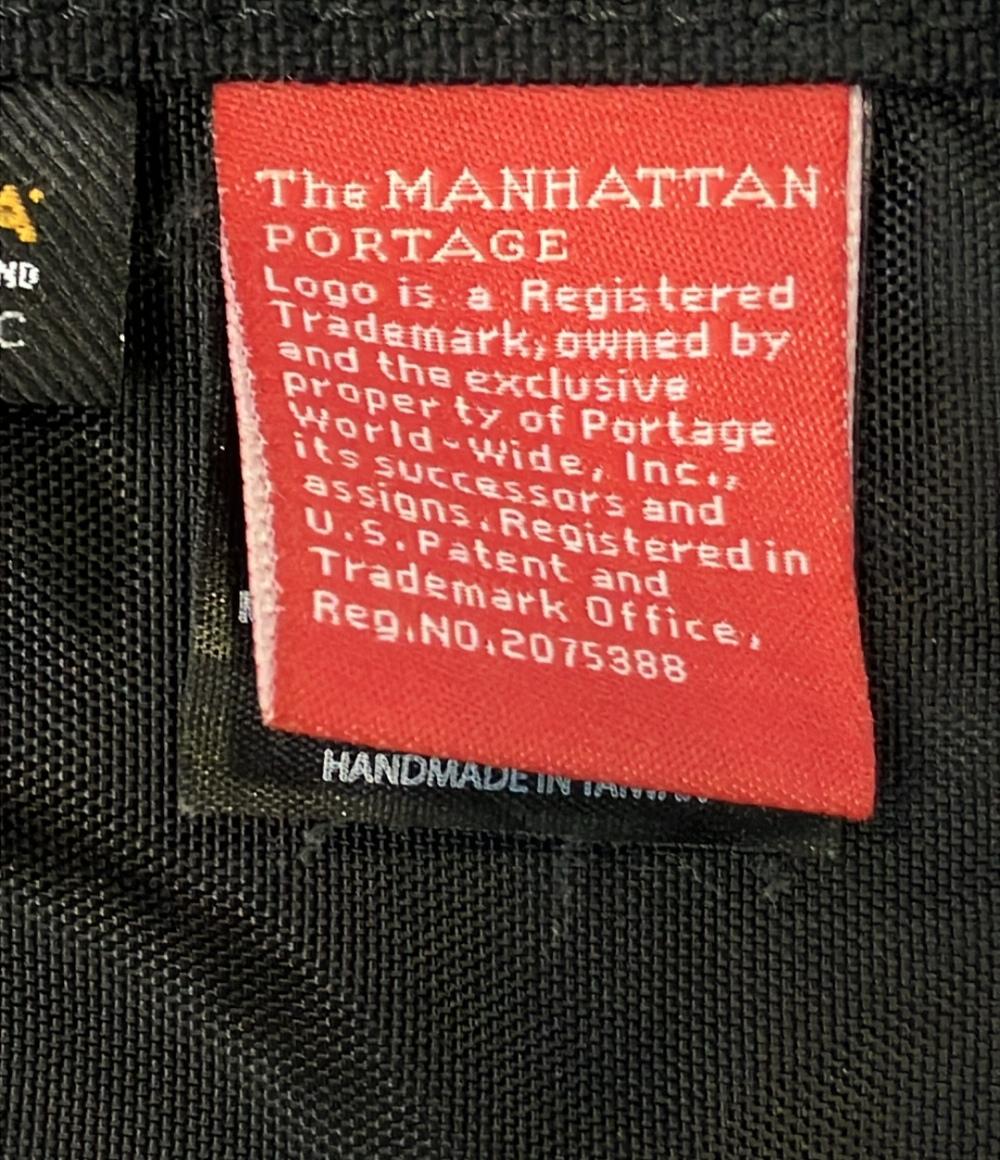 The MANHATTAN
PORTAGE
Logo is a Registered
Trademark, owned by
and the exclusive
property of Portage
World-Wide, Inc.,
its successors and
assigns. Registered in
U.S. Patent and
Trademark Office,
Reg.NO.2075388
HANDMADE IN TAIWAN